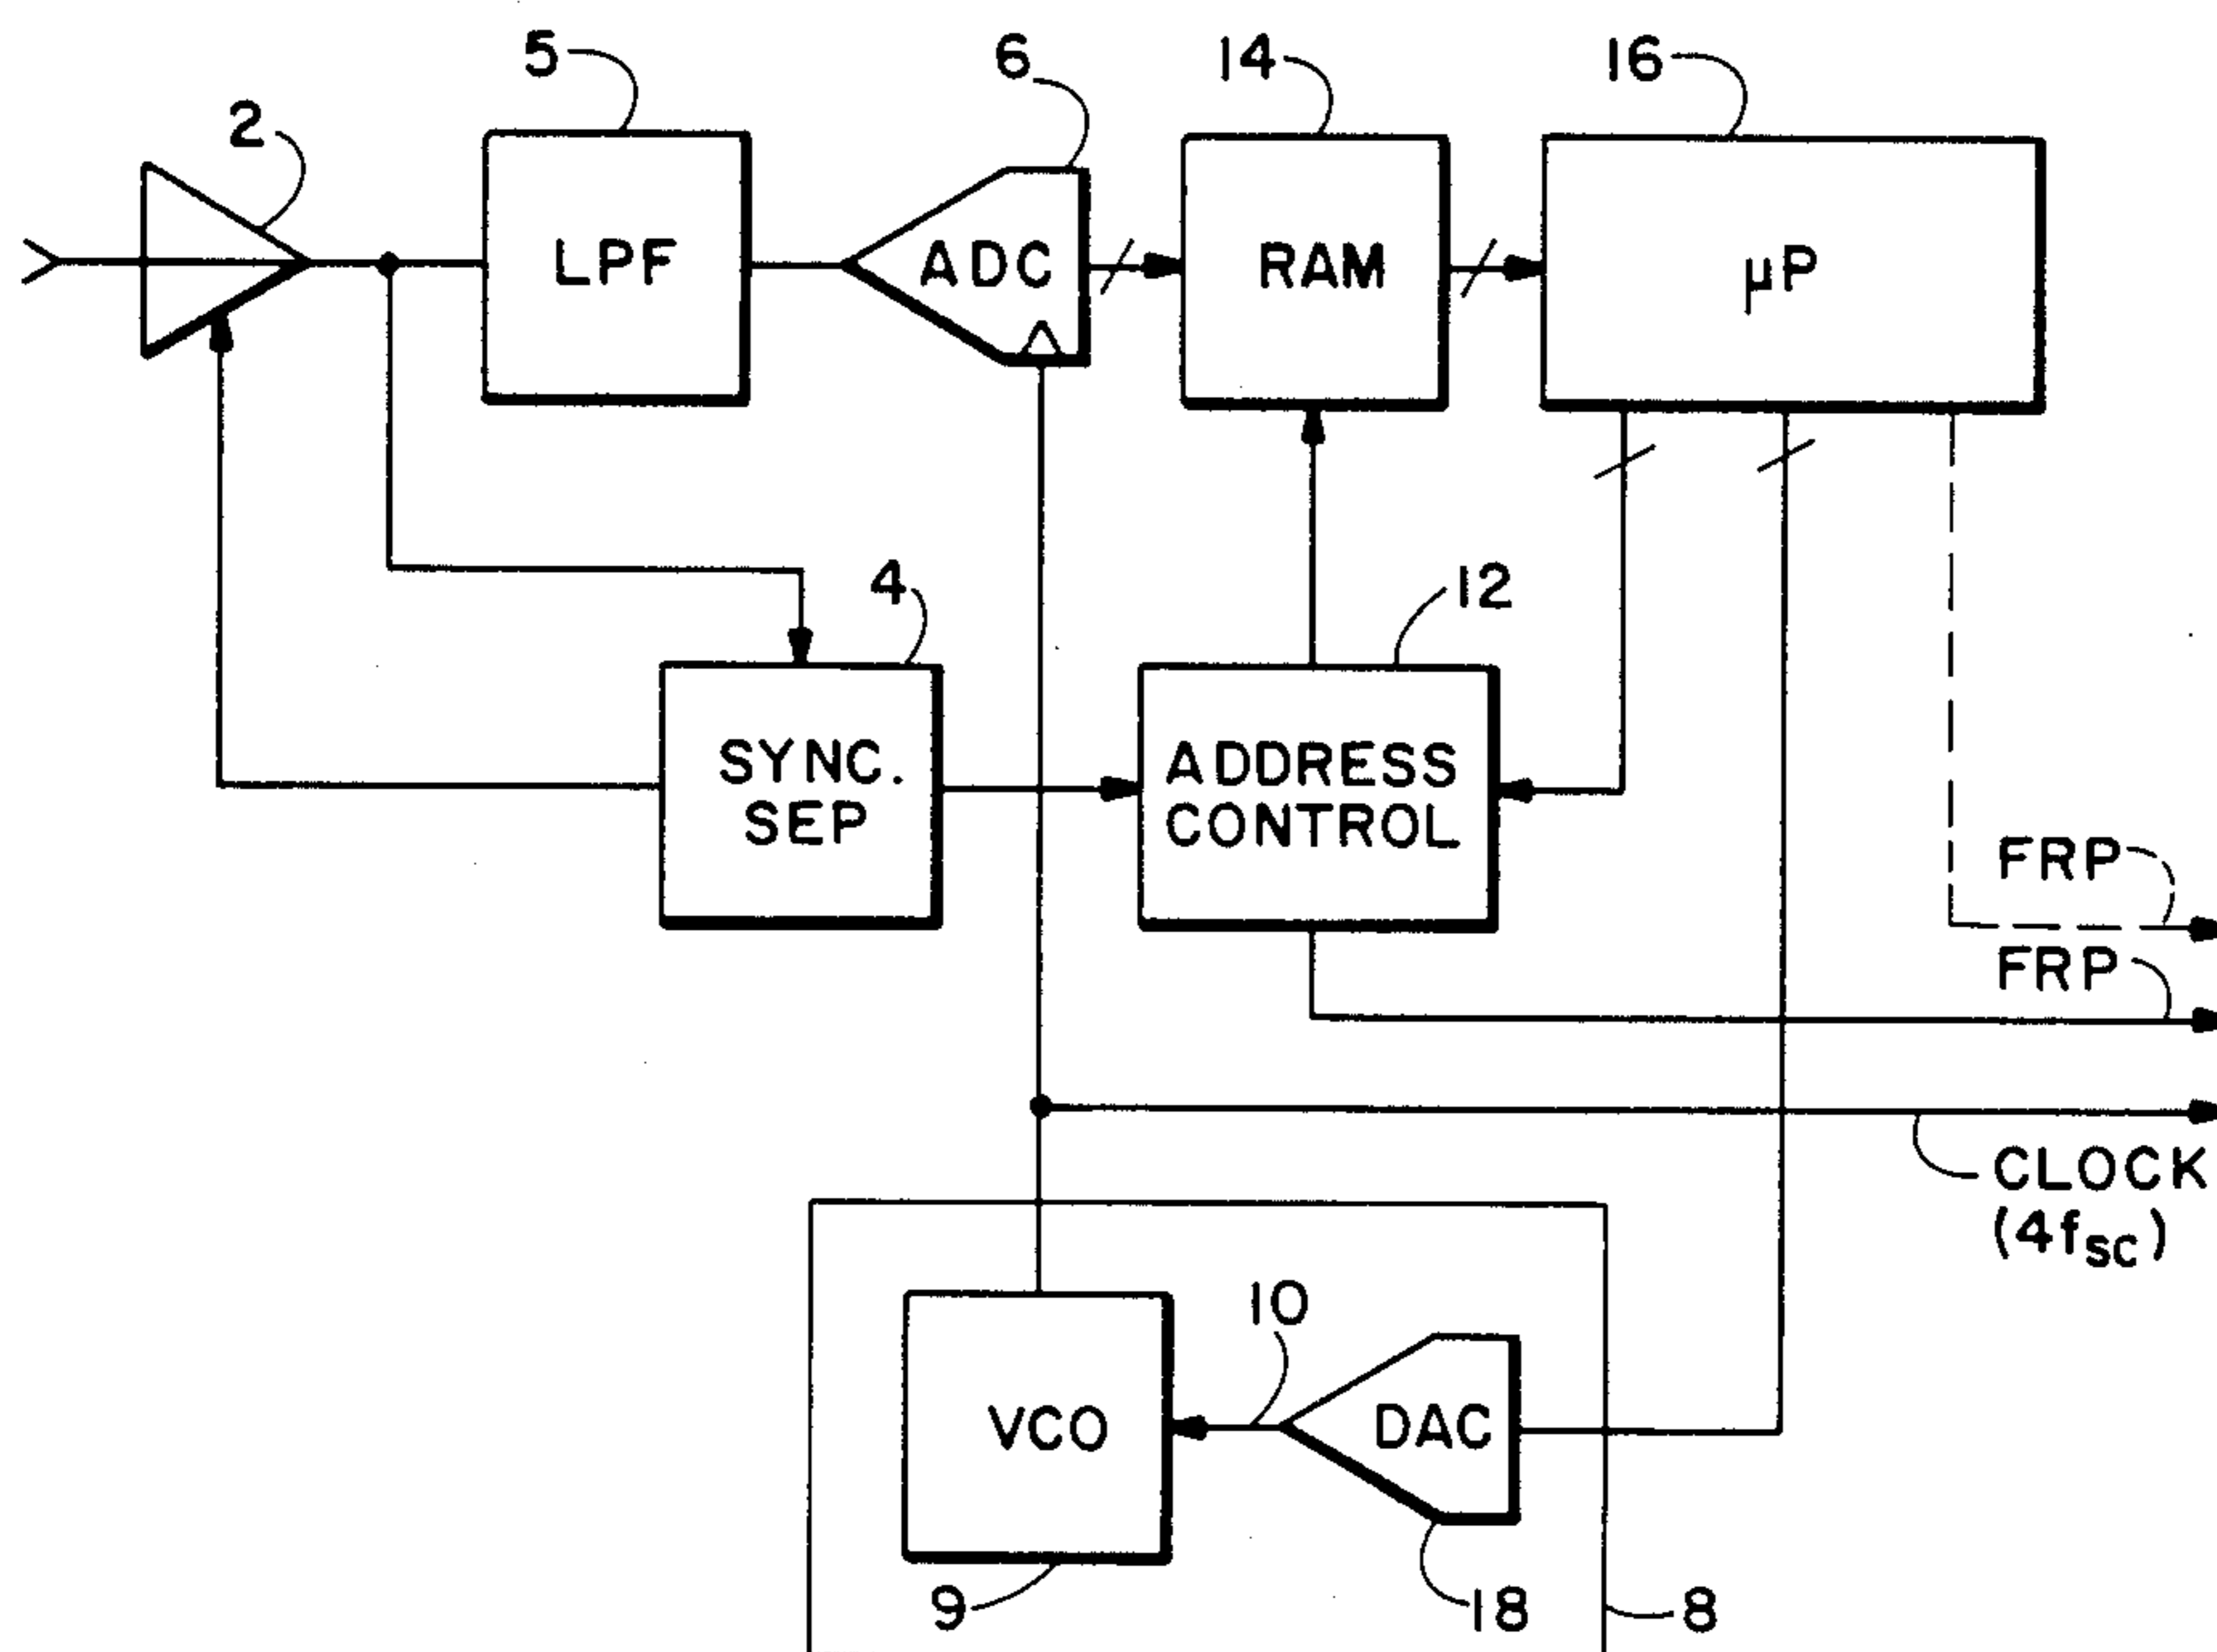 5
6
14
16
2
LPF
ADC
RAM
μP
4
12
SYNC.
SEP
ADDRESS
CONTROL
FRP
FRP
CLOCK
(4fsc)
10
VCO
DAC
9
18
8